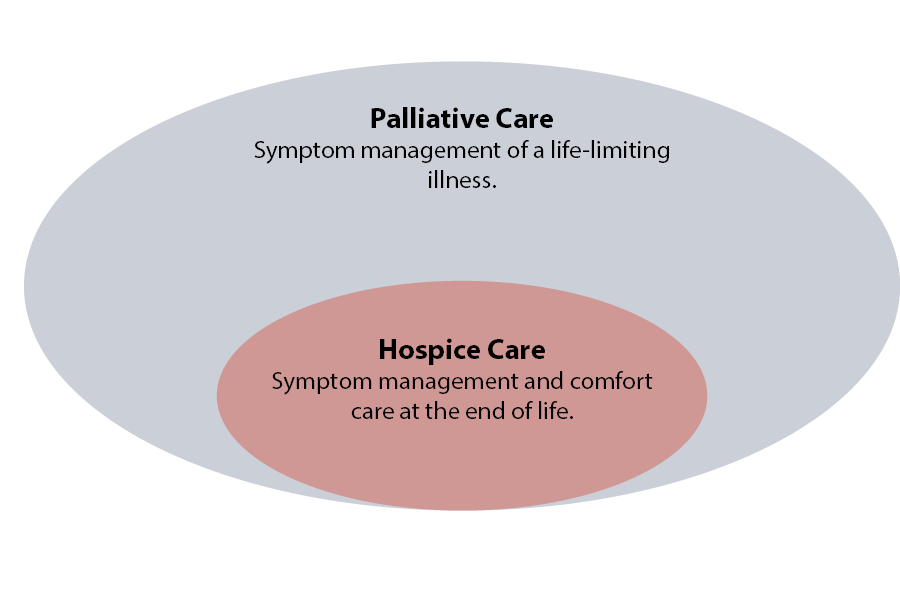 Palliative Care
Symptom management of a life-limiting
illness.
Hospice Care
Symptom management and comfort
care at the end of life.